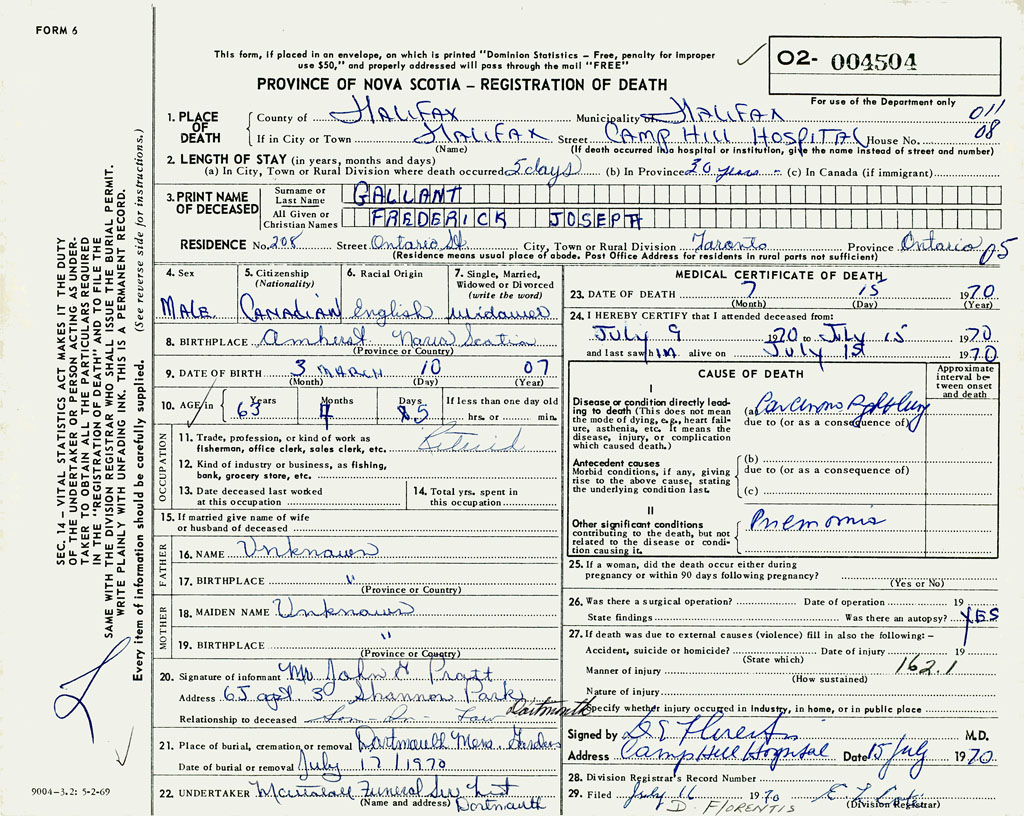 FORM 6
This form, if placed in an envelope, on which is printed "Dominion Statistics – Free, penalty for improper
use $50," and properly addressed will pass through the mail "FREE"
O2- 004504
PROVINCE OF NOVA SCOTIA – REGISTRATION OF DEATH
For use of the Department only
1. PLACE OF DEATH
County of HALIFAX Municipality of HALIFAX 011
If in City or Town HALIFAX Street CAMP HILL HOSPITAL House No. 08
(Name) (If death occurred in a hospital or institution, give the name instead of street and number)
2. LENGTH OF STAY (in years, months and days)
(a) In City, Town or Rural Division where death occurred 5 days (b) In Province 30 years - (c) In Canada (if immigrant)
3. PRINT NAME OF DECEASED
Surname or Last Name GALLANT
All Given or Christian Names FREDERICK JOSEPH
RESIDENCE No. 208 Street Ontario St. City, Town or Rural Division Toronto Province Ontario 05
(Residence means usual place of abode. Post Office Address for residents in rural parts not sufficient)
4. Sex
MALE
5. Citizenship (Nationality)
CANADIAN
6. Racial Origin
English
7. Single, Married, Widowed or Divorced (write the word)
widower
8. BIRTHPLACE Amherst Nova Scotia
(Province or Country)
9. DATE OF BIRTH 3 MARCH 10 07
(Month) (Day) (Year)
10. AGE in Years Months Days If less than one day old
63 5 hrs. or min.
OCCUPATION
11. Trade, profession, or kind of work as
fisherman, office clerk, sales clerk, etc. Retired
12. Kind of industry or business, as fishing,
bank, grocery store, etc.
13. Date deceased last worked
at this occupation
14. Total yrs. spent in
this occupation
15. If married give name of wife
or husband of deceased
FATHER
16. NAME Unknown
17. BIRTHPLACE "
(Province or Country)
MOTHER
18. MAIDEN NAME Unknown
19. BIRTHPLACE "
(Province or Country)
20. Signature of informant Mr John Pratt
Address 6J apt 3 Shannon Park
Dartmouth
Relationship to deceased Son-In-Law
21. Place of burial, cremation or removal Dartmouth Mem. Gardens
Date of burial or removal July 17/1970
22. UNDERTAKER Funeral Ser
(Name and address) Dartmouth
MEDICAL CERTIFICATE OF DEATH
23. DATE OF DEATH 7 15 1970
(Month) (Day) (Year)
24. I HEREBY CERTIFY that I attended deceased from:
July 9 1970 to July 15 1970
and last saw him alive on July 15 1970
CAUSE OF DEATH
Approximate interval between onset and death
I
Disease or condition directly leading to death (This does not mean the mode of dying, e.g., heart failure, asthenia, etc. It means the disease, injury, or complication which caused death.)
(a) Carcinoma Rght lung
due to (or as a consequence of)
Antecedent causes
Morbid conditions, if any, giving rise to the above cause, stating the underlying condition last.
(b)
due to (or as a consequence of)
(c)
II
Other significant conditions
contributing to the death, but not related to the disease or condition causing it.
Pnemomia
25. If a woman, did the death occur either during
pregnancy or within 90 days following pregnancy?
(Yes or No)
26. Was there a surgical operation? Date of operation 19
State findings Was there an autopsy? YES
27. If death was due to external causes (violence) fill in also the following: –
Accident, suicide or homicide? Date of injury 19
(State which)
Manner of injury 162.1
(How sustained)
Nature of injury
Specify whether injury occurred in Industry, in home, or in public place
Signed by D E Florentis M.D.
Address Camp Hill Hospital Date 15 July 1970
28. Division Registrar's Record Number
29. Filed July 16 1970
(Division Registrar)
D. FLORENTIS
SEC. 14 – VITAL STATISTICS ACT MAKES IT THE DUTY
OF THE UNDERTAKER OR PERSON ACTING AS UNDER-
TAKER TO OBTAIN ALL THE PARTICULARS REQUIRED
IN THE "REGISTRATION OF DEATH" AND TO FILE THE
SAME WITH THE DIVISION REGISTRAR WHO SHALL ISSUE THE BURIAL PERMIT.
WRITE PLAINLY WITH UNFADING INK. THIS IS A PERMANENT RECORD.
Every item of information should be carefully supplied. (See reverse side for instructions.)
9004–3.2: 5-2-69